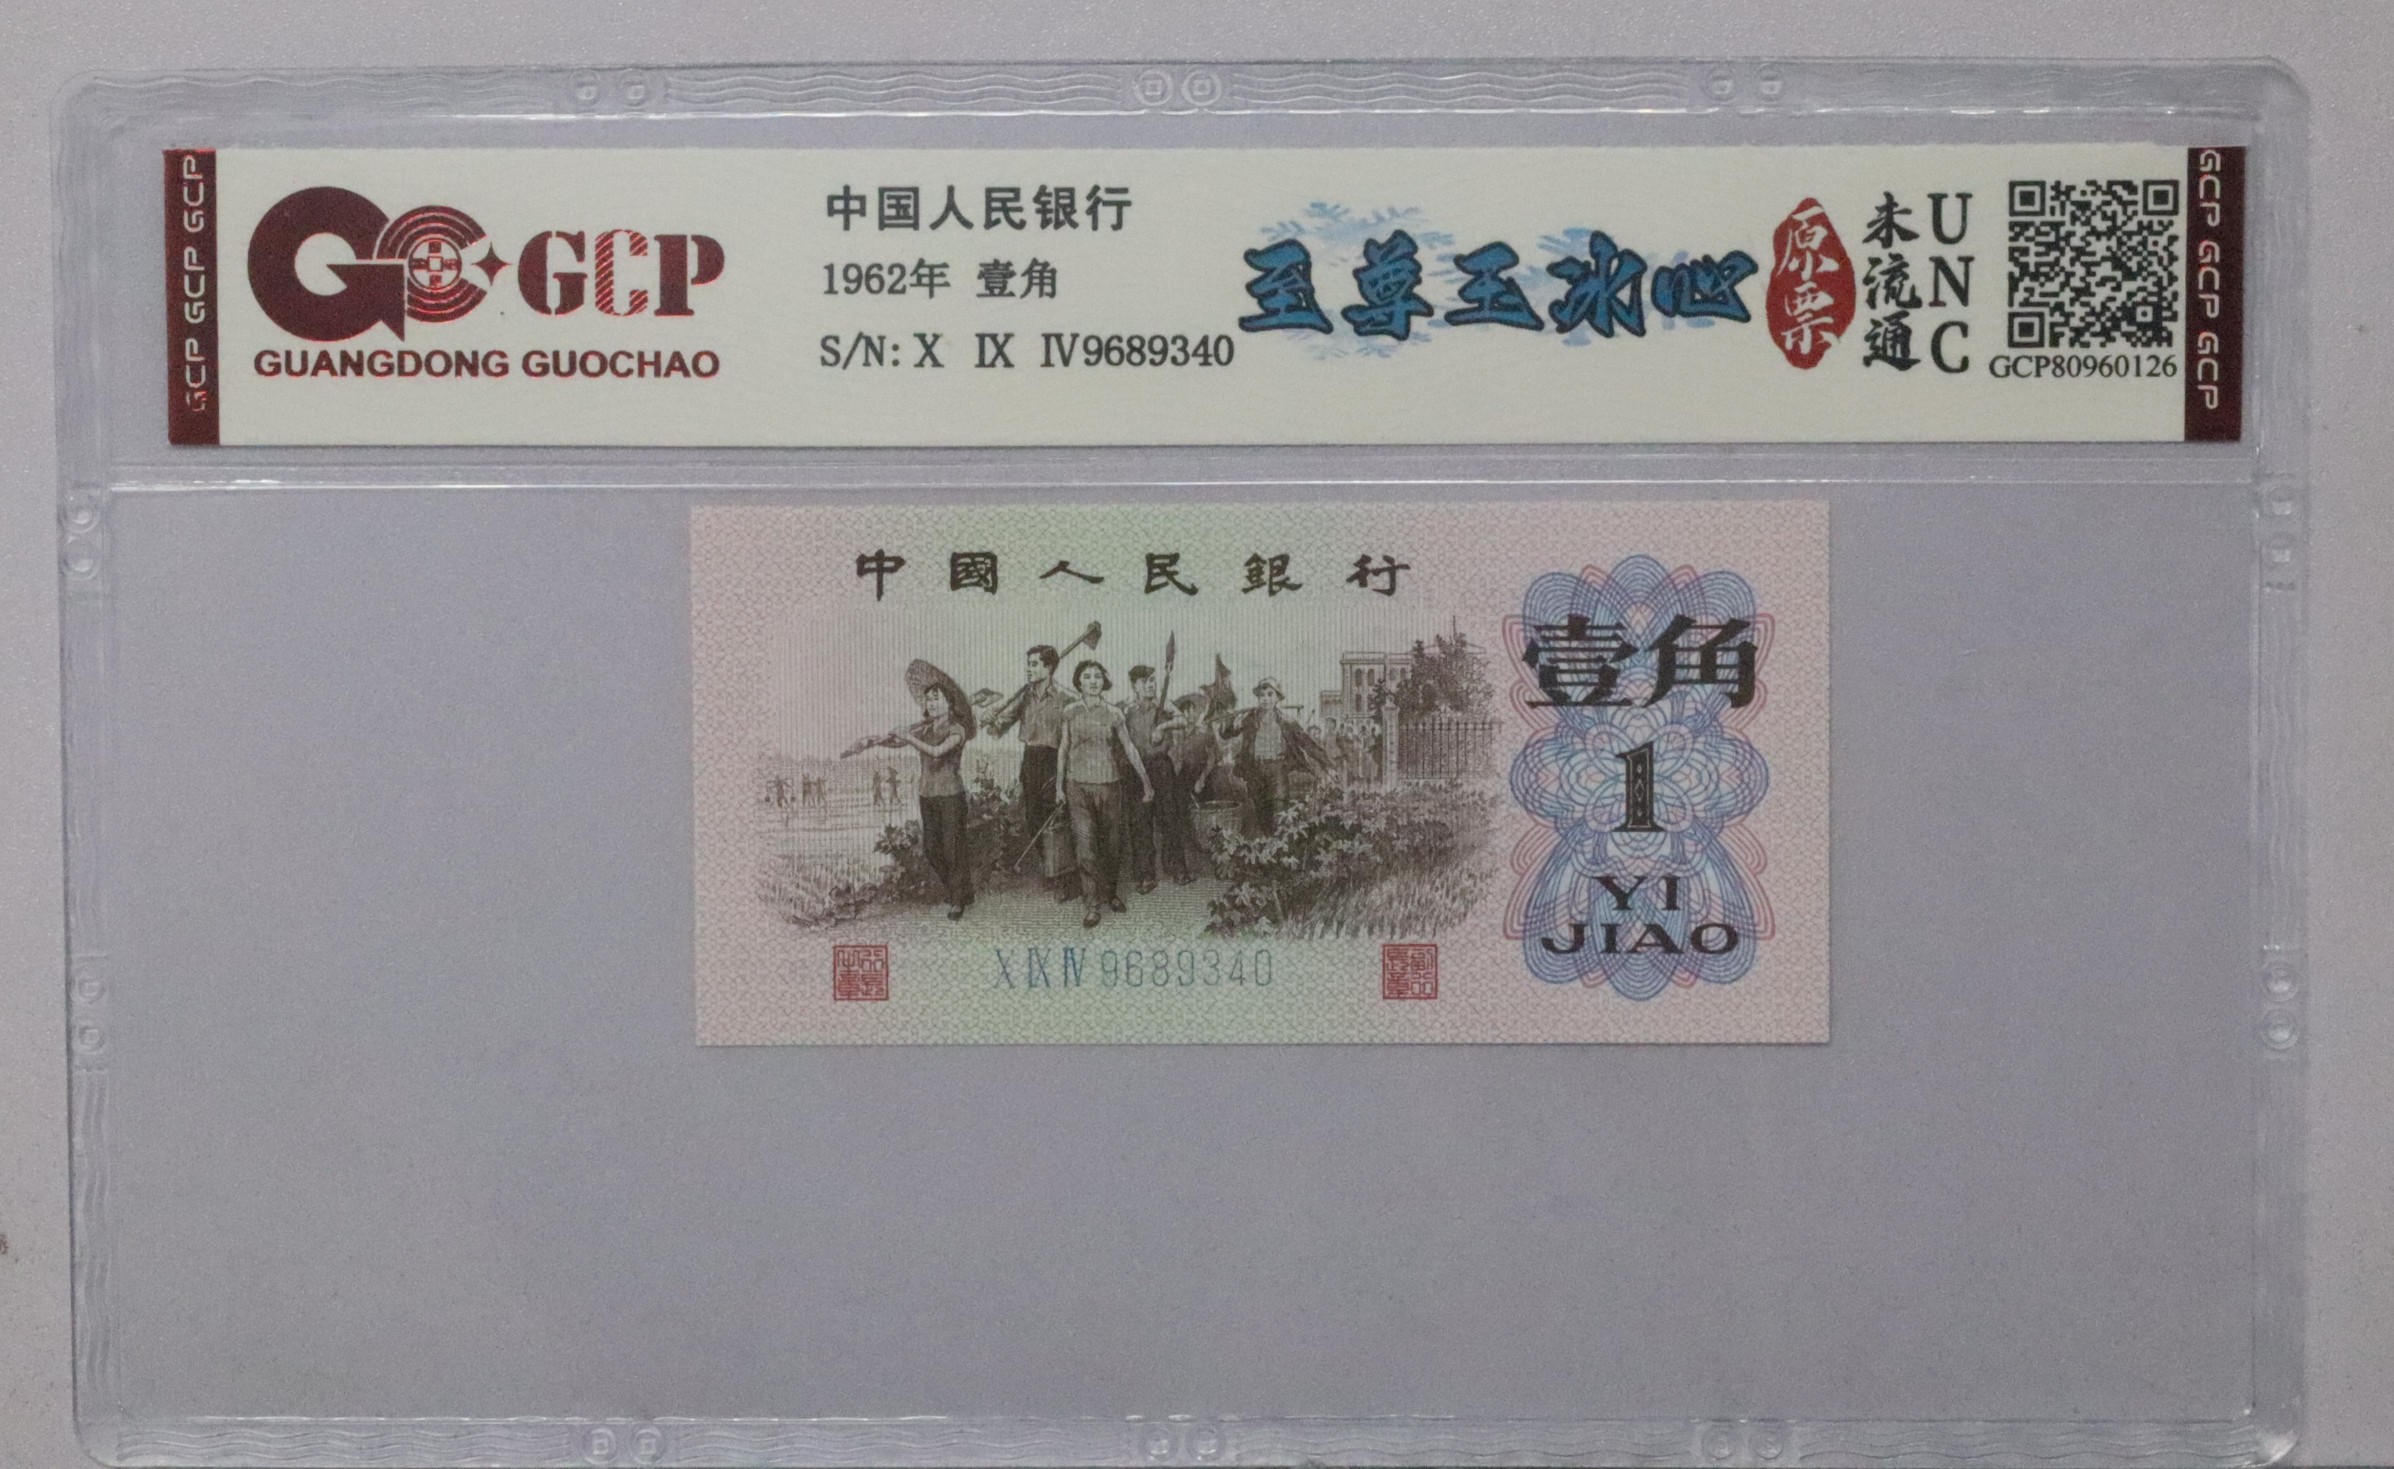 GCP GCP GCP
GCP
GUANGDONG GUOCHAO
中国人民银行
1962年 壹角
S/N: X IX IV9689340
至尊玉冰心
原票
未流通
UNC
GCP80960126
GCP GCP GCP
中國人民銀行
壹角
1
YI
JIAO
X IX IV 9689340